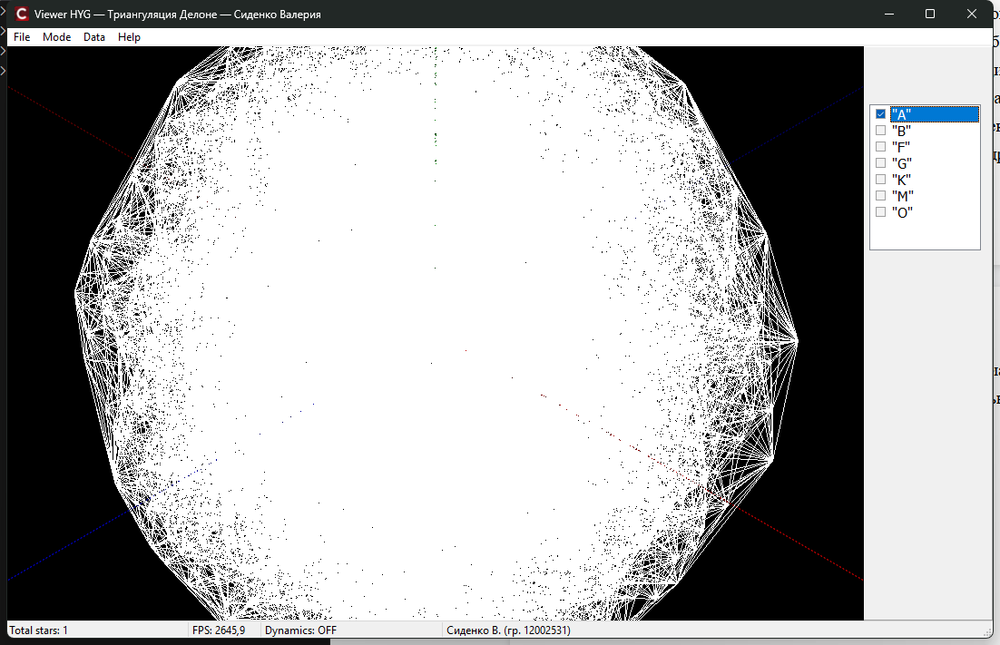 C Viewer HYG — Триангуляция Делоне — Сиденко Валерия
File Mode Data Help
"A"
"B"
"F"
"G"
"K"
"M"
"O"
Total stars: 1 FPS: 2645,9 Dynamics: OFF Сиденко В. (гр. 12002531)